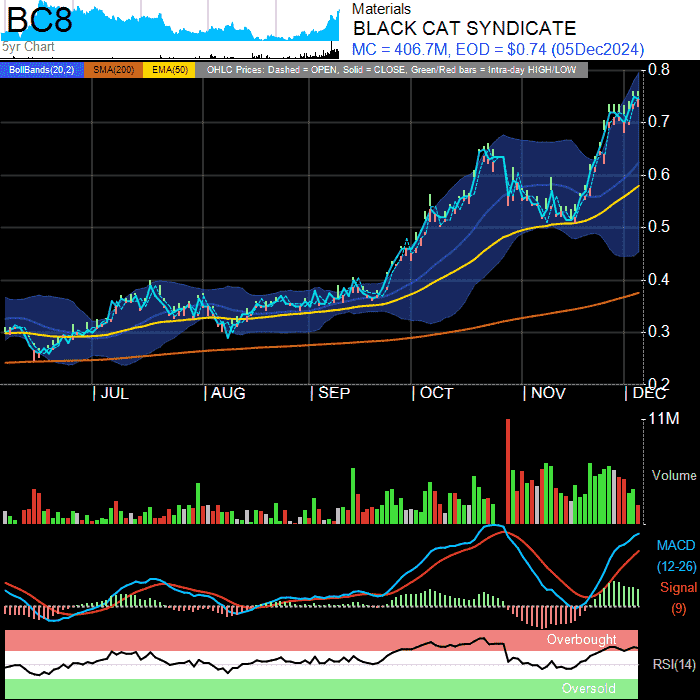 BC8
5yr Chart
Materials
BLACK CAT SYNDICATE
MC = 406.7M, EOD = $0.74 (05Dec2024)
BollBands(20,2) SMA(200) EMA(50) OHLC Prices: Dashed = OPEN, Solid = CLOSE, Green/Red bars = Intra-day HIGH/LOW
0.8
0.7
0.6
0.5
0.4
0.3
0.2
JUL AUG SEP OCT NOV DEC
11M
Volume
MACD
(12-26)
Signal
(9)
Overbought
RSI(14)
Oversold